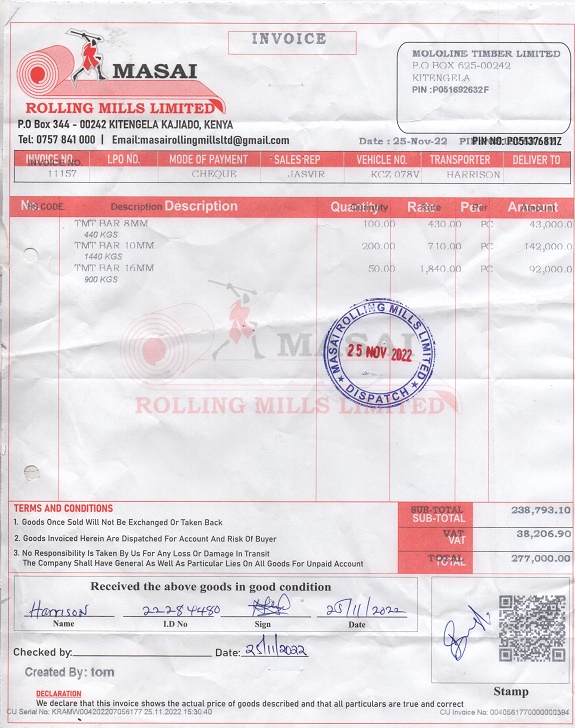 INVOICE
MASAI
ROLLING MILLS LIMITED
P.O Box 344 - 00242 KITENGELA KAJIADO, KENYA
Tel: 0757 841 000 | Email:masairollingmillsltd@gmail.com
MOLOLINE TIMBER LIMITED
P.O BOX 625-00242
KITENGELA
PIN :P051692632F
Date : 25-Nov-22 PIN NO. P051376811Z
INVOICE NO. LPO NO. MODE OF PAYMENT SALES-REP VEHICLE NO. TRANSPORTER DELIVER TO
INVOICE NO
11157 CHEQUE JASVIR KCZ 078V HARRISON
No. Description Quantity Rate Per Amount
CODE. Description Quantity Rate Per Amount
TMT BAR 8MM 100.00 430.00 PC 43,000.0
440 KGS
TMT BAR 10MM 200.00 710.00 PC 142,000.0
1440 KGS
TMT BAR 16MM 50.00 1,840.00 PC 92,000.0
900 KGS
MASAI
ROLLING MILLS LIMITED
MASAI ROLLING MILLS LIMITED
25 NOV 2022
★ DISPATCH ★
TERMS AND CONDITIONS
1. Goods Once Sold Will Not Be Exchanged Or Taken Back
2. Goods Invoiced Herein Are Dispatched For Account And Risk Of Buyer
3. No Responsibility Is Taken By Us For Any Loss Or Damage In Transit
The Company Shall Have General As Well As Particular Lies On All Goods For Unpaid Account
SUB-TOTAL 238,793.10
SUB-TOTAL
VAT 38,206.90
VAT
TOTAL 277,000.00
TOTAL
Received the above goods in good condition
Harrison 22284480 25/11/2022
Name I.D No Sign Date
Checked by: Date: 25/11/2022
Created By: tom
Stamp
DECLARATION
We declare that this invoice shows the actual price of goods described and that all particulars are true and correct
CU Serial No: KRAMW004202207056177 25.11.2022 15:30:40 CU Invoice No: 0040561770000000394